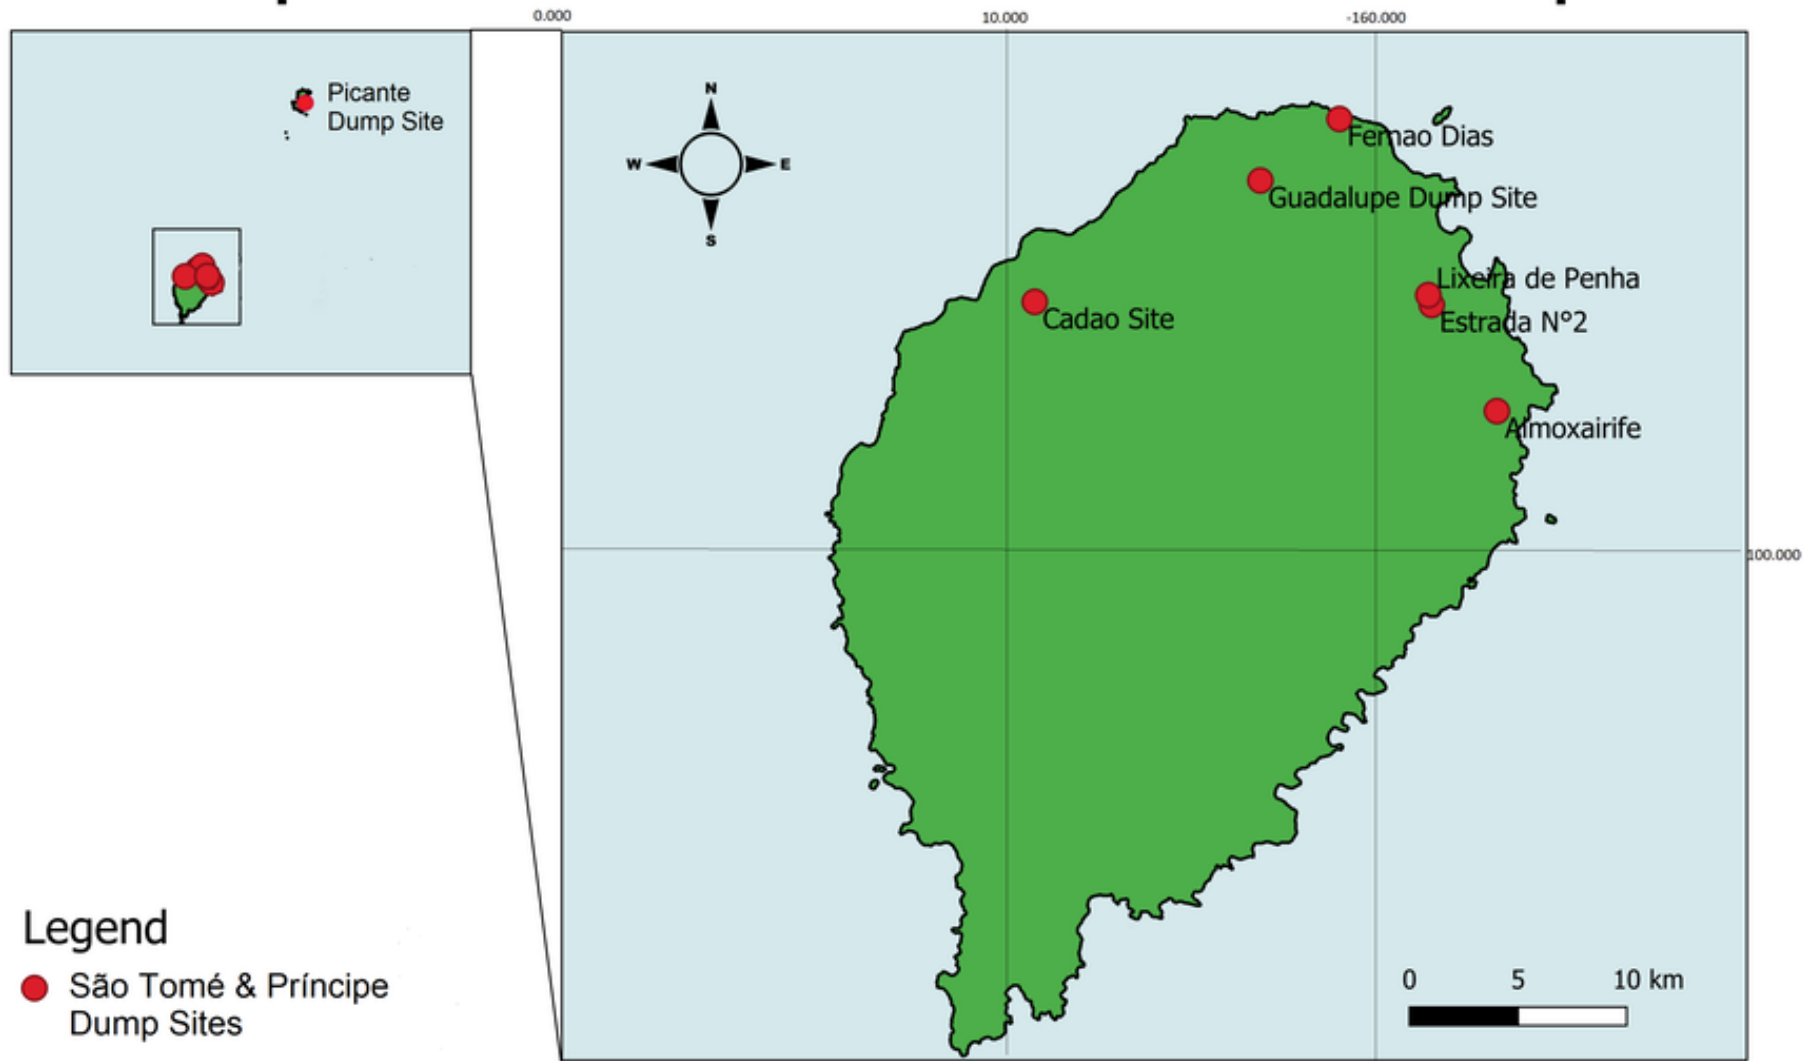 0.000
10.000
-160.000
Picante
Dump Site
N
W
E
S
Fernao Dias
Guadalupe Dump Site
Lixeira de Penha
Cadao Site
Estrada N°2
Almoxairife
100.000
Legend
São Tomé & Príncipe
Dump Sites
0 5 10 km